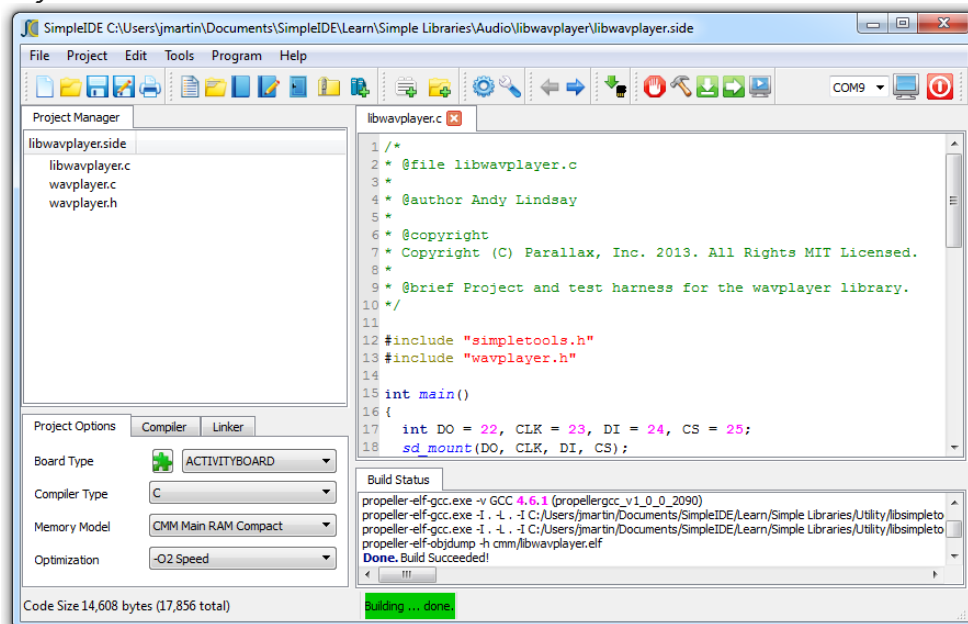 SimpleIDE C:\Users\jmartin\Documents\SimpleIDE\Learn\Simple Libraries\Audio\libwavplayer\libwavplayer.side
File Project Edit Tools Program Help
COM9
Project Manager
libwavplayer.side
libwavplayer.c
wavplayer.c
wavplayer.h
libwavplayer.c
1 /*
2 * @file libwavplayer.c
3 *
4 * @author Andy Lindsay
5 *
6 * @copyright
7 * Copyright (C) Parallax, Inc. 2013. All Rights MIT Licensed.
8 *
9 * @brief Project and test harness for the wavplayer library.
10 */
11
12 #include "simpletools.h"
13 #include "wavplayer.h"
14
15 int main()
16 {
17 int DO = 22, CLK = 23, DI = 24, CS = 25;
18 sd_mount(DO, CLK, DI, CS);
Project Options Compiler Linker
Board Type ACTIVITYBOARD
Compiler Type C
Memory Model CMM Main RAM Compact
Optimization -O2 Speed
Build Status
propeller-elf-gcc.exe -v GCC 4.6.1 (propellergcc_v1_0_0_2090)
propeller-elf-gcc.exe -I . -L . -I C:/Users/jmartin/Documents/SimpleIDE/Learn/Simple Libraries/Utility/libsimpleto
propeller-elf-gcc.exe -I . -L . -I C:/Users/jmartin/Documents/SimpleIDE/Learn/Simple Libraries/Utility/libsimpleto
propeller-elf-objdump -h cmm/libwavplayer.elf
Done. Build Succeeded!
Code Size 14,608 bytes (17,856 total)
Building ... done.